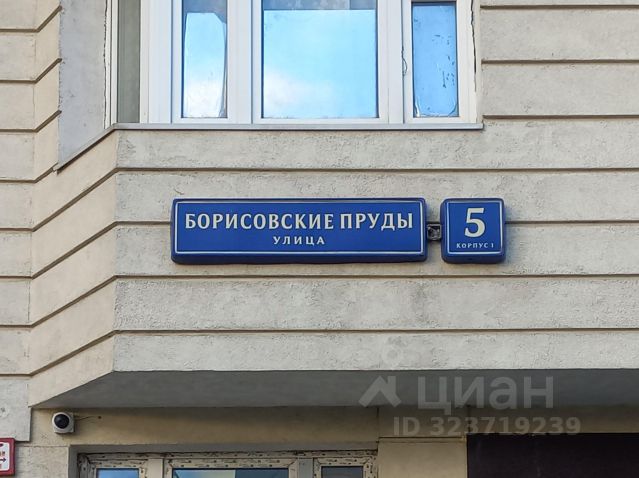 БОРИСОВСКИЕ ПРУДЫ
УЛИЦА
5
КОРПУС 1
ЦИАН
ID 323719239